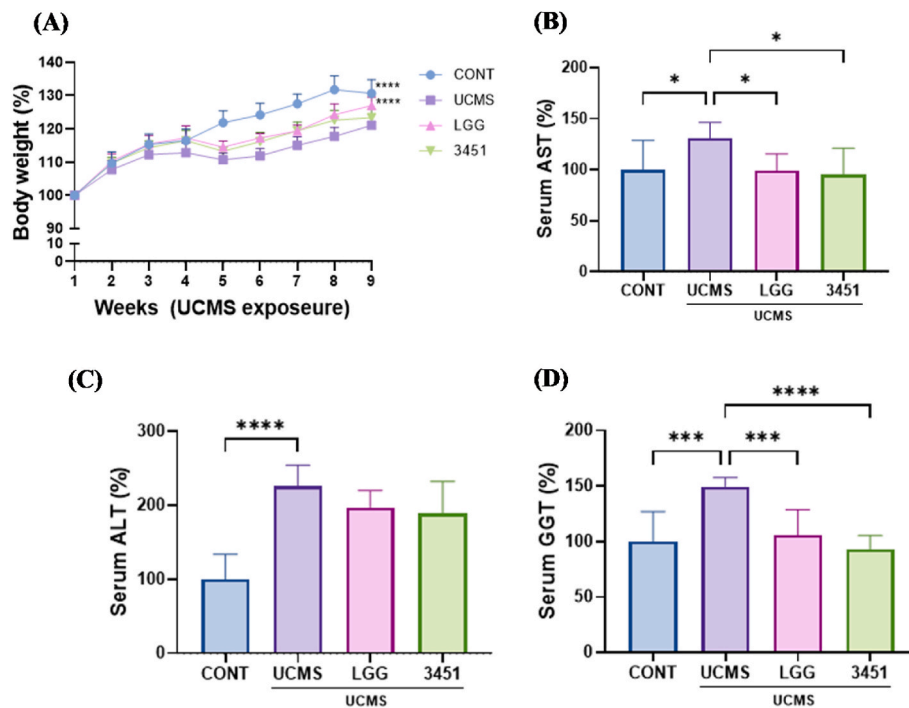 (A)
Body weight (%)
140
130
120
110
100
90
10
0
1 2 3 4 5 6 7 8 9
Weeks (UCMS exposeure)
****
****
CONT
UCMS
LGG
3451
(B)
Serum AST (%)
200
150
100
50
0
* * *
CONT UCMS LGG 3451
UCMS
(C)
Serum ALT (%)
300
200
100
0
****
CONT UCMS LGG 3451
UCMS
(D)
Serum GGT (%)
200
150
100
50
0
****
*** ***
CONT UCMS LGG 3451
UCMS